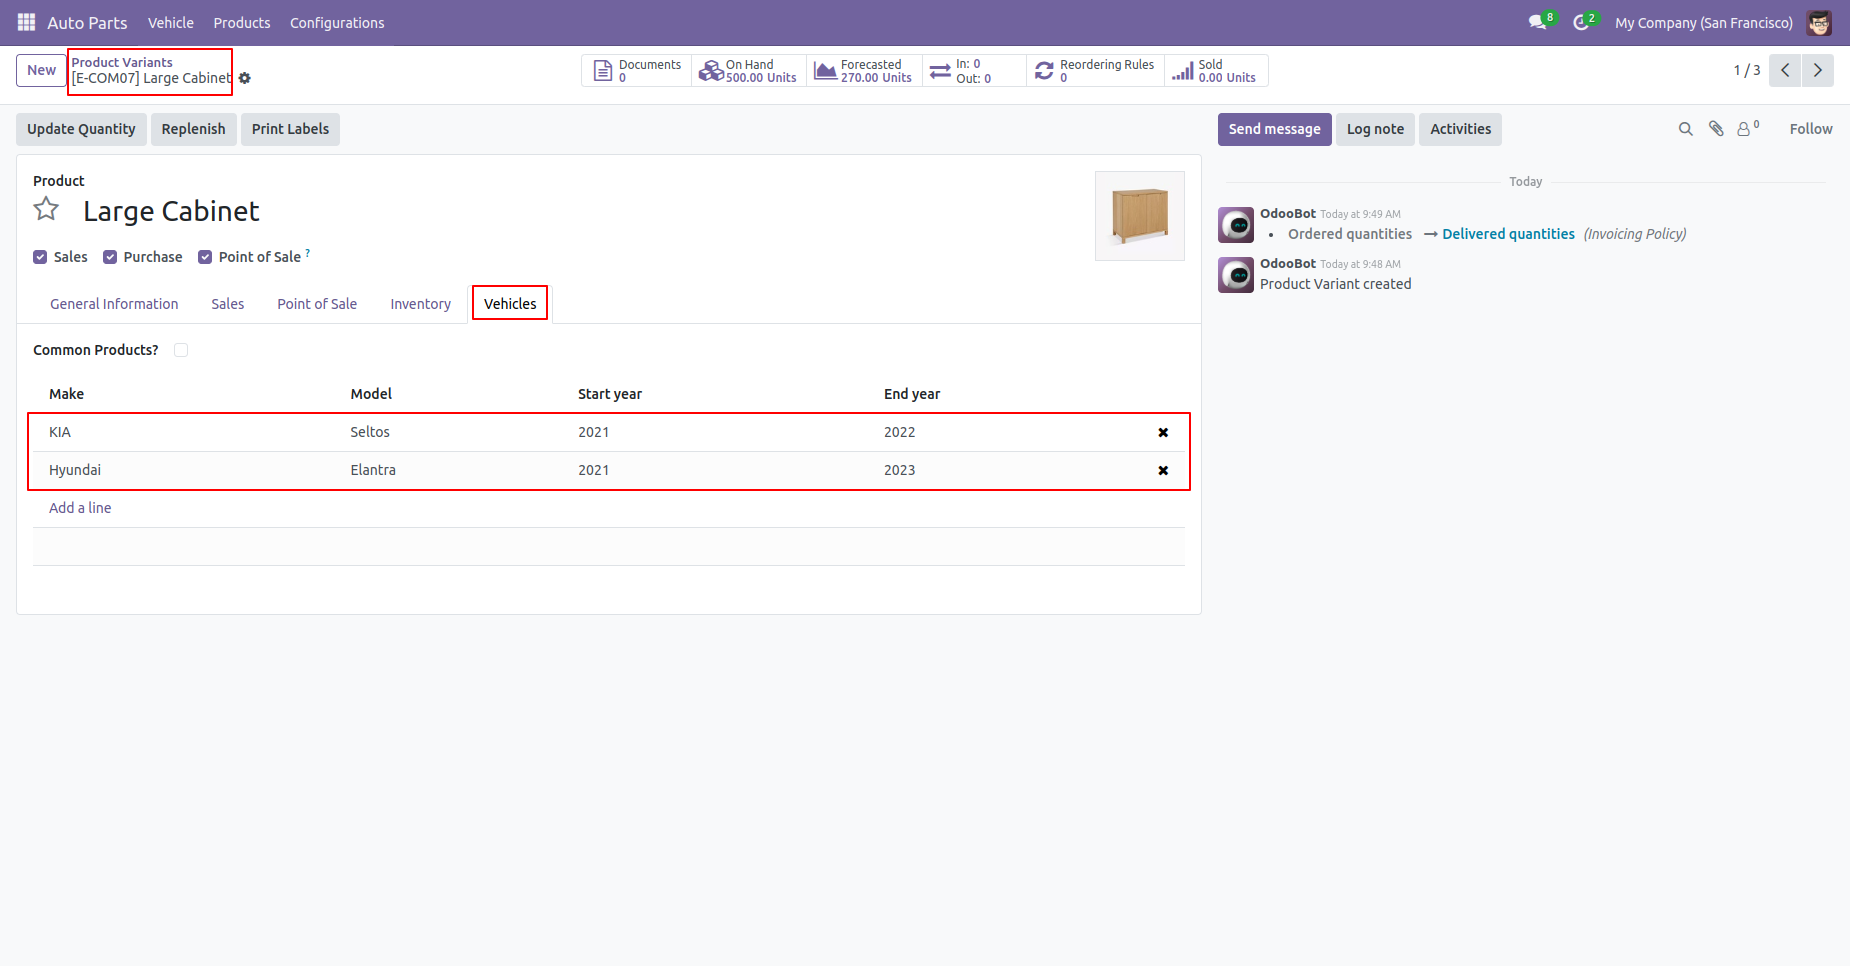 Auto Parts Vehicle Products Configurations 8 2 My Company (San Francisco)
New Product Variants
[E-COM07] Large Cabinet
Documents 0
On Hand 500.00 Units
Forecasted 270.00 Units
In: 0
Out: 0
Reordering Rules 0
Sold 0.00 Units
1 / 3
Update Quantity Replenish Print Labels
Send message Log note Activities 0 Follow
Product
Large Cabinet
Sales Purchase Point of Sale ?
General Information Sales Point of Sale Inventory Vehicles
Common Products?
Make Model Start year End year
KIA Seltos 2021 2022
Hyundai Elantra 2021 2023
Add a line
Today
OdooBot Today at 9:49 AM
• Ordered quantities → Delivered quantities (Invoicing Policy)
OdooBot Today at 9:48 AM
Product Variant created